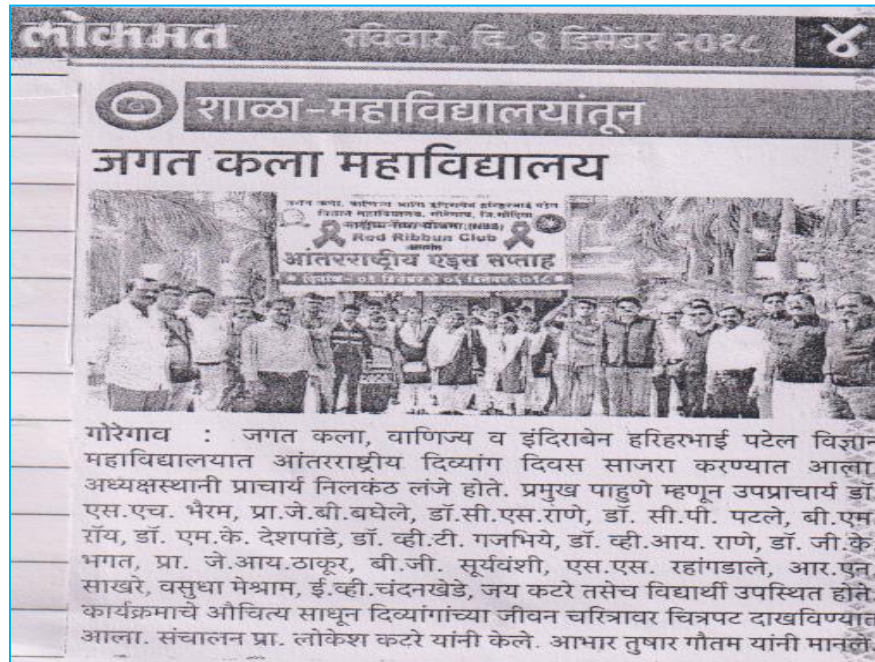 लोकमत रविवार, दि. ९ डिसेंबर २०१८ ४
शाळा-महाविद्यालयांतून
जगत कला महाविद्यालय
Red Ribbun Club
आंतरराष्ट्रीय एड्स सप्ताह
गोरेगाव : जगत कला, वाणिज्य व इंदिराबेन हरिहरभाई पटेल विज्ञान
महाविद्यालयात आंतरराष्ट्रीय दिव्यांग दिवस साजरा करण्यात आला.
अध्यक्षस्थानी प्राचार्य निलकंठ लंजे होते. प्रमुख पाहुणे म्हणून उपप्राचार्य डॉ.
एस.एच. भैरम, प्रा.जे.बी.बघेले, डॉ.सी.एस.राणे, डॉ. सी.पी. पटले, बी.एम.
रॉय, डॉ. एम.के. देशपांडे, डॉ. व्ही.टी. गजभिये, डॉ. व्ही.आय. राणे, डॉ. जी.के.
भगत, प्रा. जे.आय.ठाकूर, बी.जी. सूर्यवंशी, एस.एस. रहांगडाले, आर.एन.
साखरे, वसुधा मेश्राम, ई.व्ही.चंदनखेडे, जय कटरे तसेच विद्यार्थी उपस्थित होते.
कार्यक्रमाचे औचित्य साधून दिव्यांगांच्या जीवन चरित्रावर चित्रपट दाखविण्यात
आला. संचालन प्रा. लोकेश कटरे यांनी केले. आभार तुषार गौतम यांनी मानले.